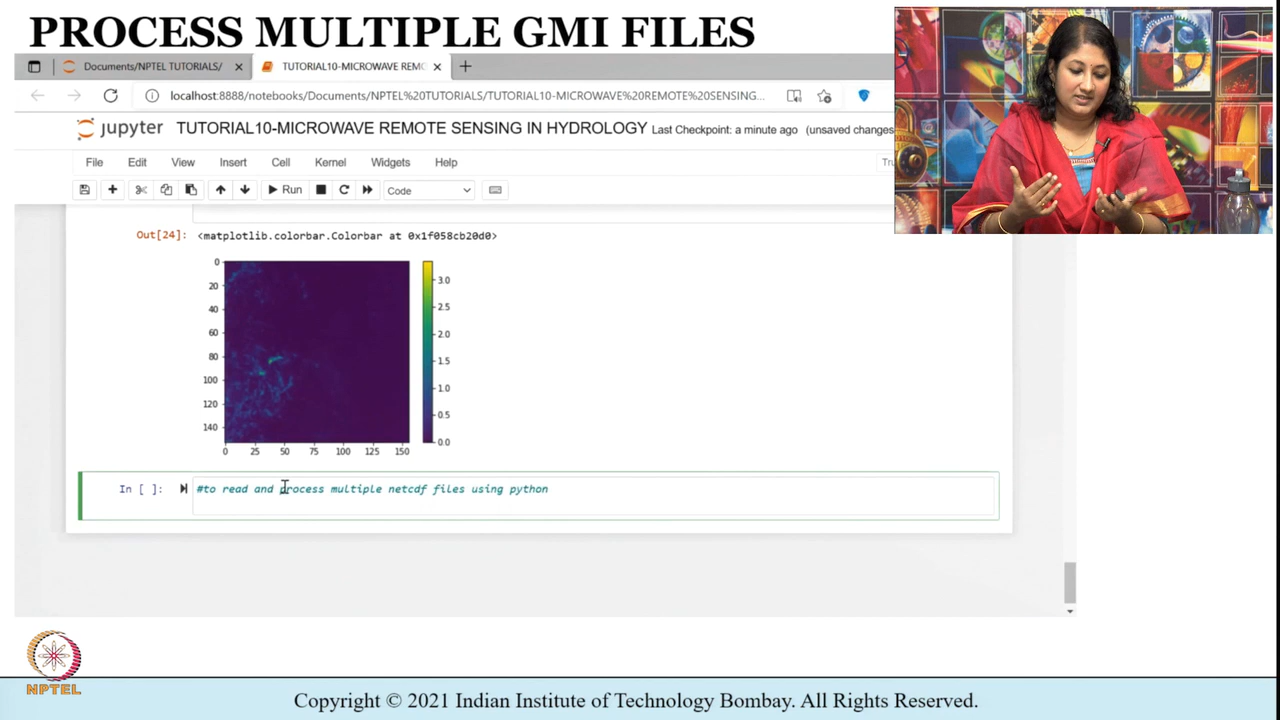 PROCESS MULTIPLE GMI FILES
Documents/NPTEL TUTORIALS/
TUTORIAL10-MICROWAVE REMO
localhost:8888/notebooks/Documents/NPTEL%20TUTORIALS/TUTORIAL10-MICROWAVE%20REMOTE%20SENSING...
jupyter TUTORIAL10-MICROWAVE REMOTE SENSING IN HYDROLOGY Last Checkpoint: a minute ago (unsaved changes
File Edit View Insert Cell Kernel Widgets Help
Tru
Run Code
Out[24]: <matplotlib.colorbar.Colorbar at 0x1f058cb20d0>
0
20
40
60
80
100
120
140
0 25 50 75 100 125 150
3.0
2.5
2.0
1.5
1.0
0.5
0.0
In [ ]: #to read and process multiple netcdf files using python
NPTEL
Copyright © 2021 Indian Institute of Technology Bombay. All Rights Reserved.